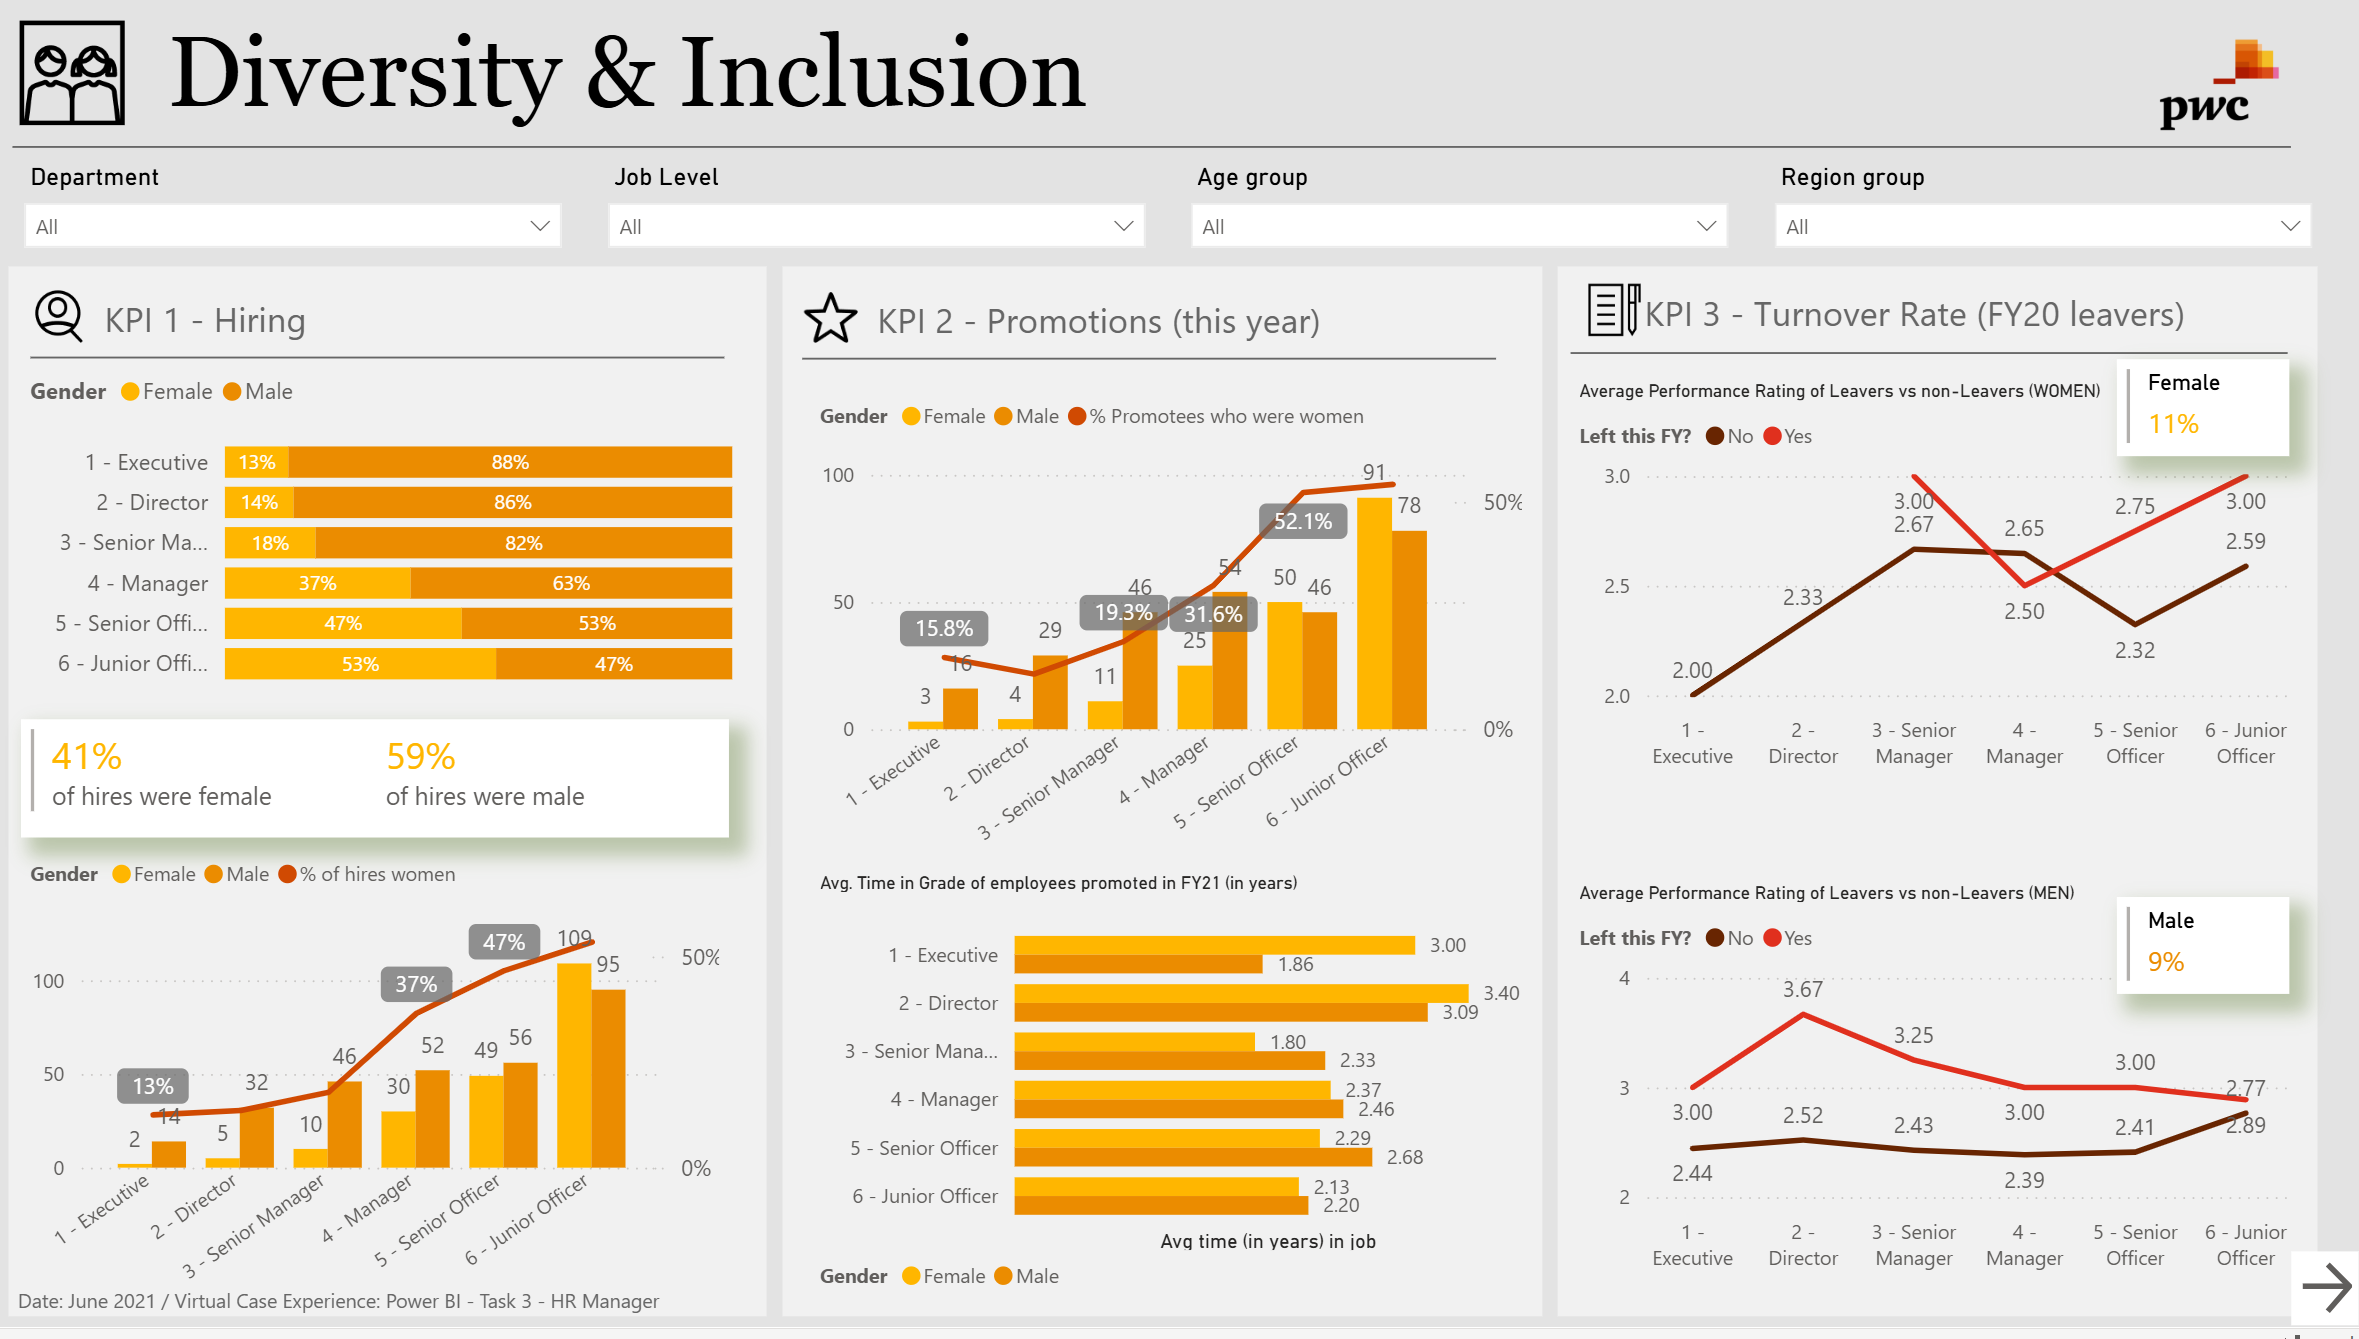 Diversity & Inclusion
pwc
Department
Job Level
Age group
Region group
All
All
All
All
KPI 1 - Hiring
Gender Female Male
1 - Executive 13% 88%
2 - Director 14% 86%
3 - Senior Ma... 18% 82%
4 - Manager 37% 63%
5 - Senior Offi... 47% 53%
6 - Junior Offi... 53% 47%
41%
of hires were female
59%
of hires were male
Gender Female Male % of hires women
100
50
0
50%
0%
13%
37%
47%
2
14
5
32
10
46
30
52
49
56
109
95
1 - Executive
2 - Director
3 - Senior Manager
4 - Manager
5 - Senior Officer
6 - Junior Officer
Date: June 2021 / Virtual Case Experience: Power BI - Task 3 - HR Manager
KPI 2 - Promotions (this year)
Gender Female Male % Promotees who were women
100
50
0
50%
0%
15.8%
19.3%
31.6%
52.1%
3
16
4
29
11
46
25
54
50
46
91
78
1 - Executive
2 - Director
3 - Senior Manager
4 - Manager
5 - Senior Officer
6 - Junior Officer
Avg. Time in Grade of employees promoted in FY21 (in years)
1 - Executive 3.00
1.86
2 - Director 3.40
3.09
3 - Senior Mana... 1.80
2.33
4 - Manager 2.37
2.46
5 - Senior Officer 2.29
2.68
6 - Junior Officer 2.13
2.20
Avg time (in years) in job
Gender Female Male
KPI 3 - Turnover Rate (FY20 leavers)
Average Performance Rating of Leavers vs non-Leavers (WOMEN)
Female
11%
Left this FY? No Yes
3.0
2.5
2.0
2.00
2.33
3.00
2.67
2.65
2.50
2.75
2.32
3.00
2.59
1 -
Executive
2 -
Director
3 - Senior
Manager
4 -
Manager
5 - Senior
Officer
6 - Junior
Officer
Average Performance Rating of Leavers vs non-Leavers (MEN)
Male
9%
Left this FY? No Yes
4
3
2
3.00
2.44
3.67
2.52
3.25
2.43
3.00
2.39
3.00
2.41
2.77
2.89
1 -
Executive
2 -
Director
3 - Senior
Manager
4 -
Manager
5 - Senior
Officer
6 - Junior
Officer